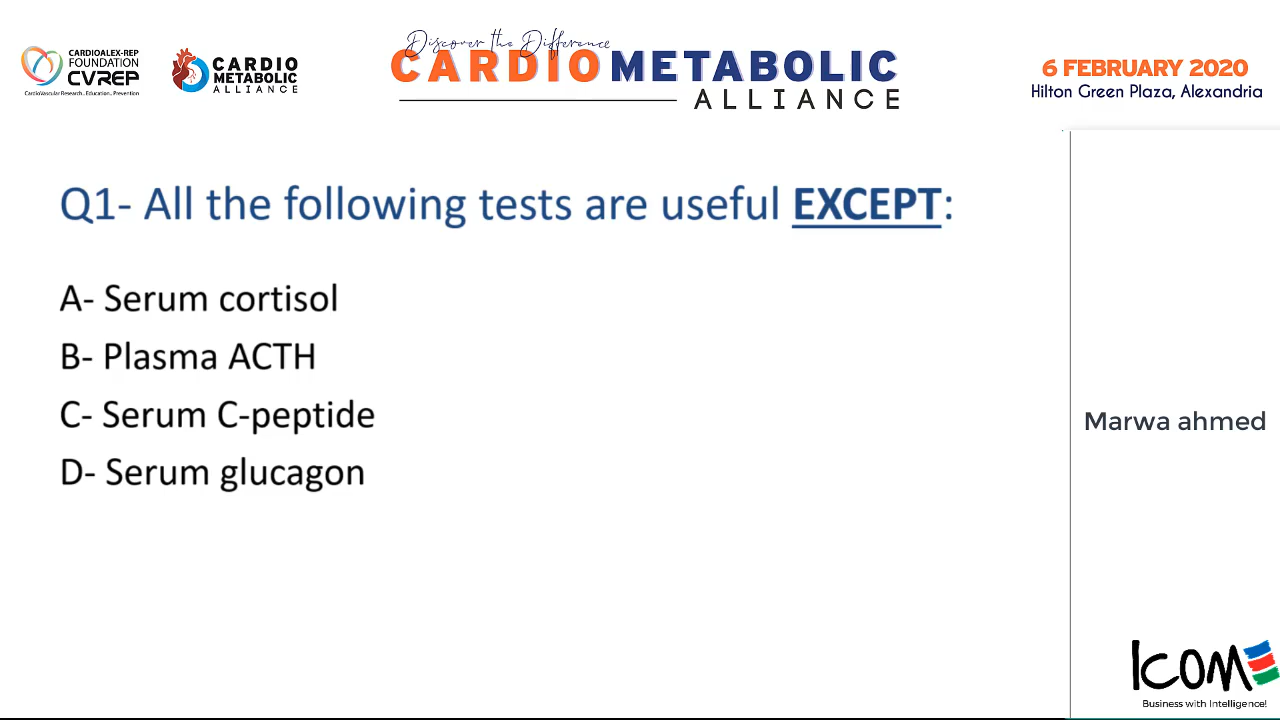 CARDIOALEX-REP
FOUNDATION
CVREP
CardioVascular Research . Education . Prevention
CARDIO
METABOLIC
ALLIANCE
Discover the Difference
CARDIOMETABOLIC
ALLIANCE
6 FEBRUARY 2020
Hilton Green Plaza, Alexandria
Q1- All the following tests are useful EXCEPT:
A- Serum cortisol
B- Plasma ACTH
C- Serum C-peptide
D- Serum glucagon
Marwa ahmed
ICOM
Business with Intelligence!